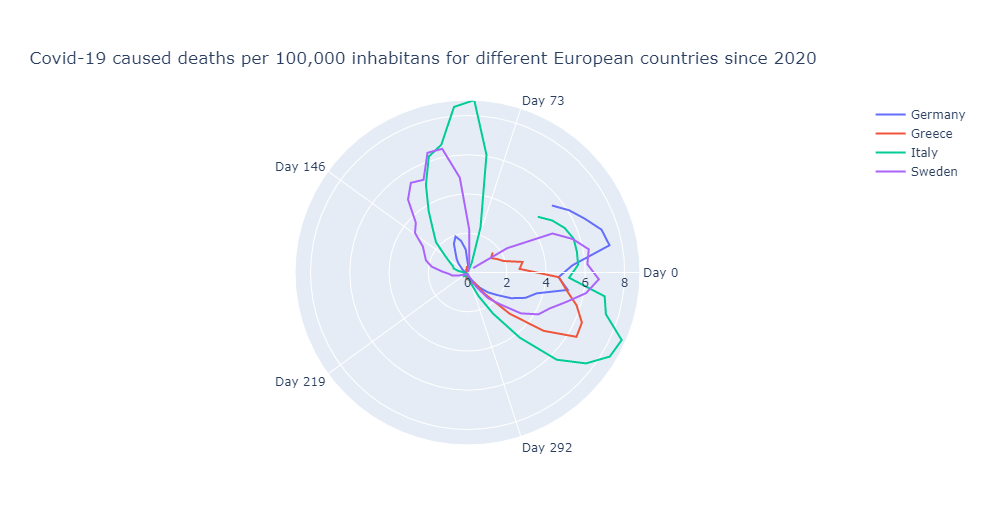 Covid-19 caused deaths per 100,000 inhabitans for different European countries since 2020
Day 73
Germany
Greece
Italy
Sweden
Day 146
Day 0
0 2 4 6 8
Day 219
Day 292